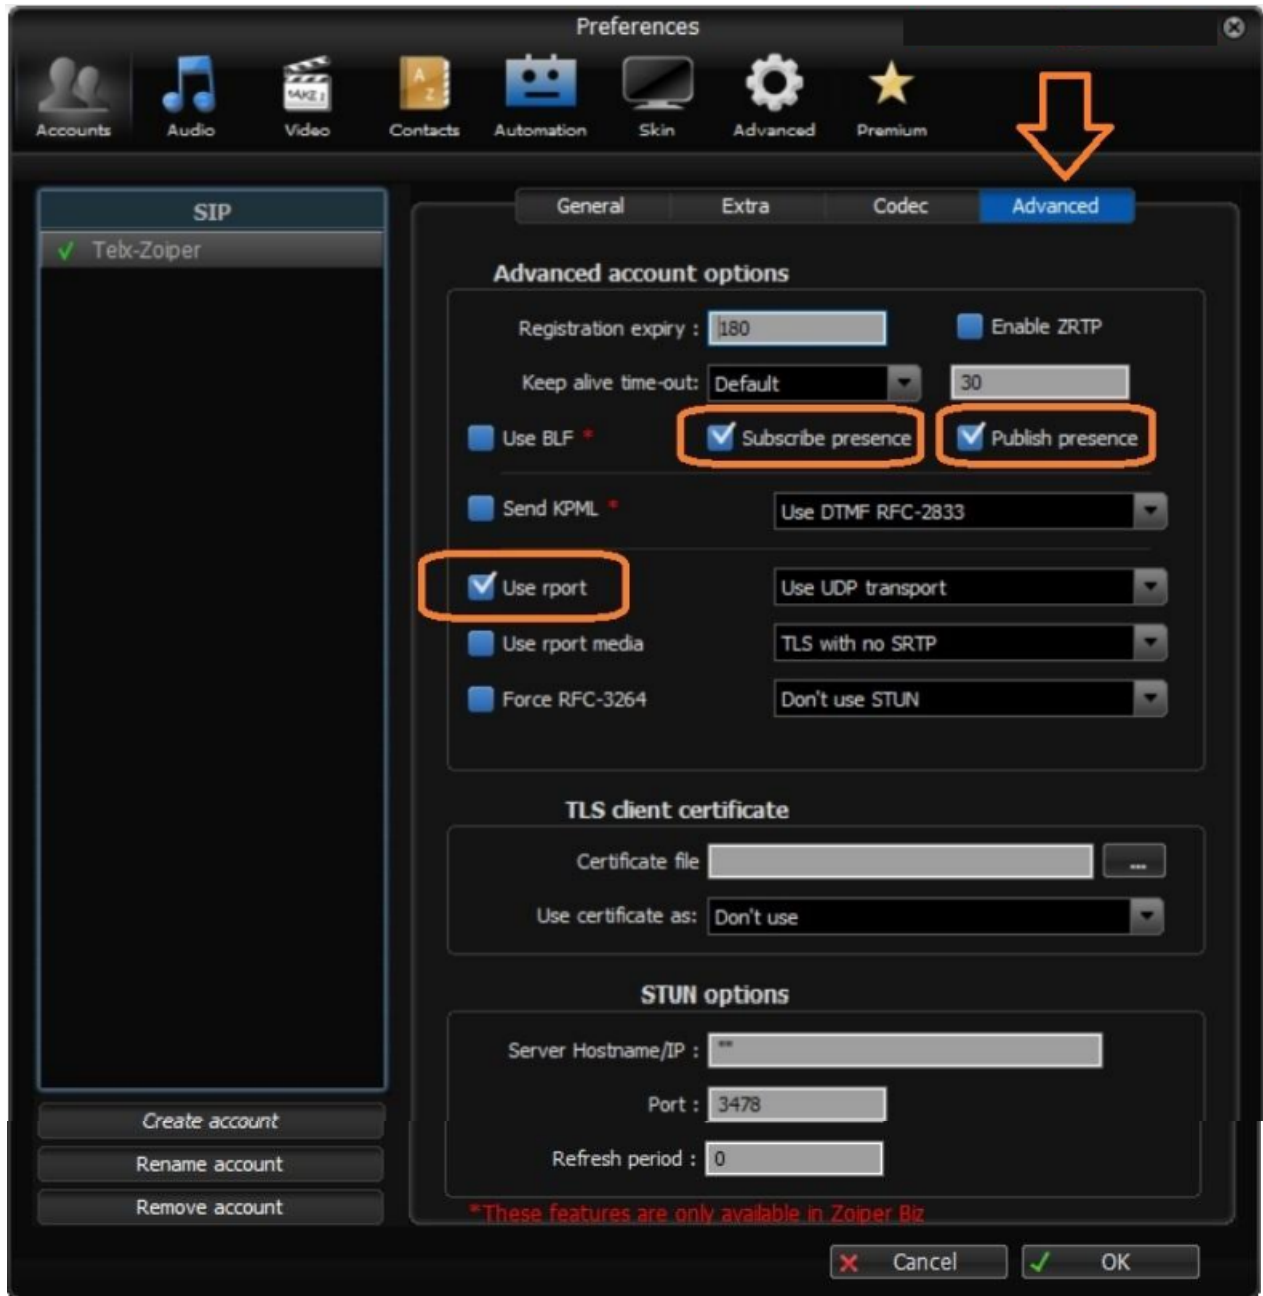 Preferences
Accounts Audio Video Contacts Automation Skin Advanced Premium
TAKE 1
A
Z
SIP
Telx-Zoiper
General Extra Codec Advanced
Advanced account options
Registration expiry : 180 Enable ZRTP
Keep alive time-out: Default 30
Use BLF * Subscribe presence Publish presence
Send KPML * Use DTMF RFC-2833
Use rport Use UDP transport
Use rport media TLS with no SRTP
Force RFC-3264 Don't use STUN
TLS client certificate
Certificate file ...
Use certificate as: Don't use
STUN options
Server Hostname/IP : ""
Port : 3478
Refresh period : 0
*These features are only available in Zoiper Biz
Create account
Rename account
Remove account
Cancel OK